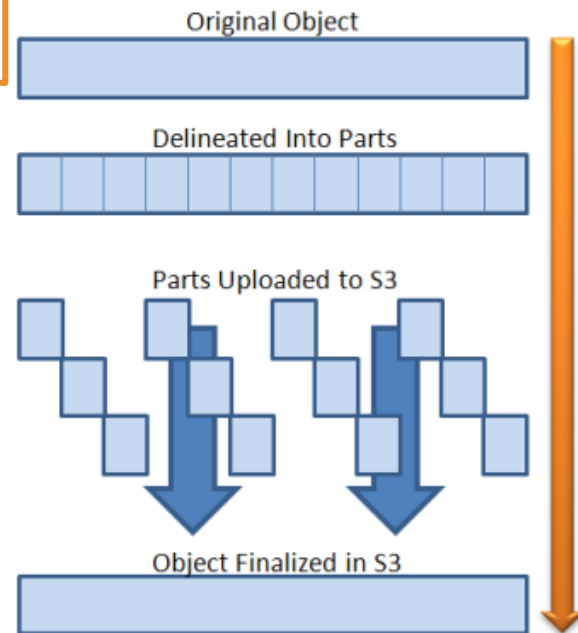 Original Object
Delineated Into Parts
Parts Uploaded to S3
Object Finalized in S3